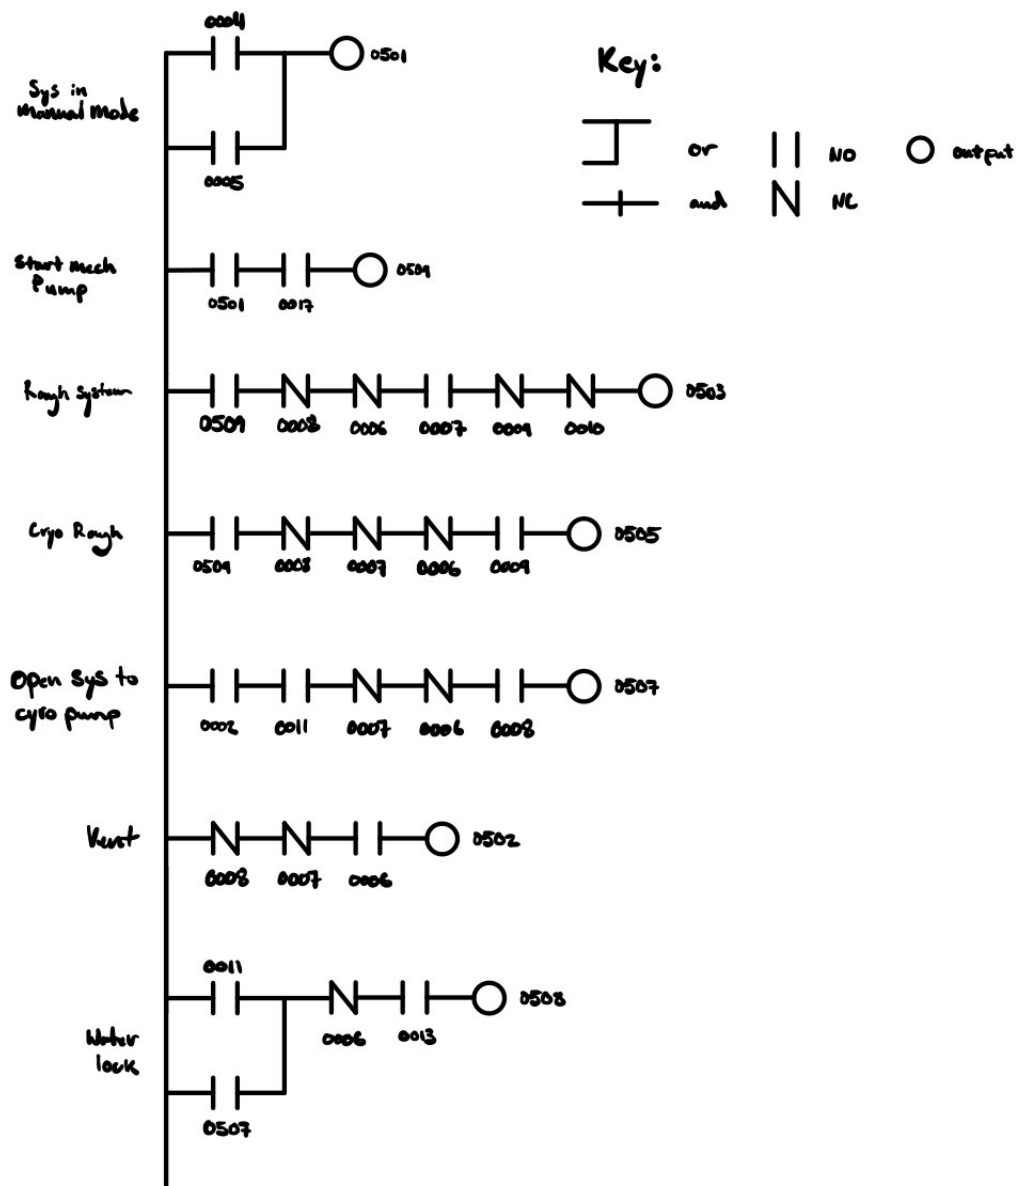 0004
0501
Sys in
manual mode
0005
Key:
or NO output
and NC
Start mech
Pump
0509
0501 0017
Rough System
0503
0509 0008 0006 0007 0009 0010
Cryo Rough
0505
0509 0008 0007 0006 0009
Open Sys to
cyro pump
0507
0002 0011 0007 0006 0008
Vent
0502
0008 0007 0006
0011
0508
0006 0013
Water
lock
0507